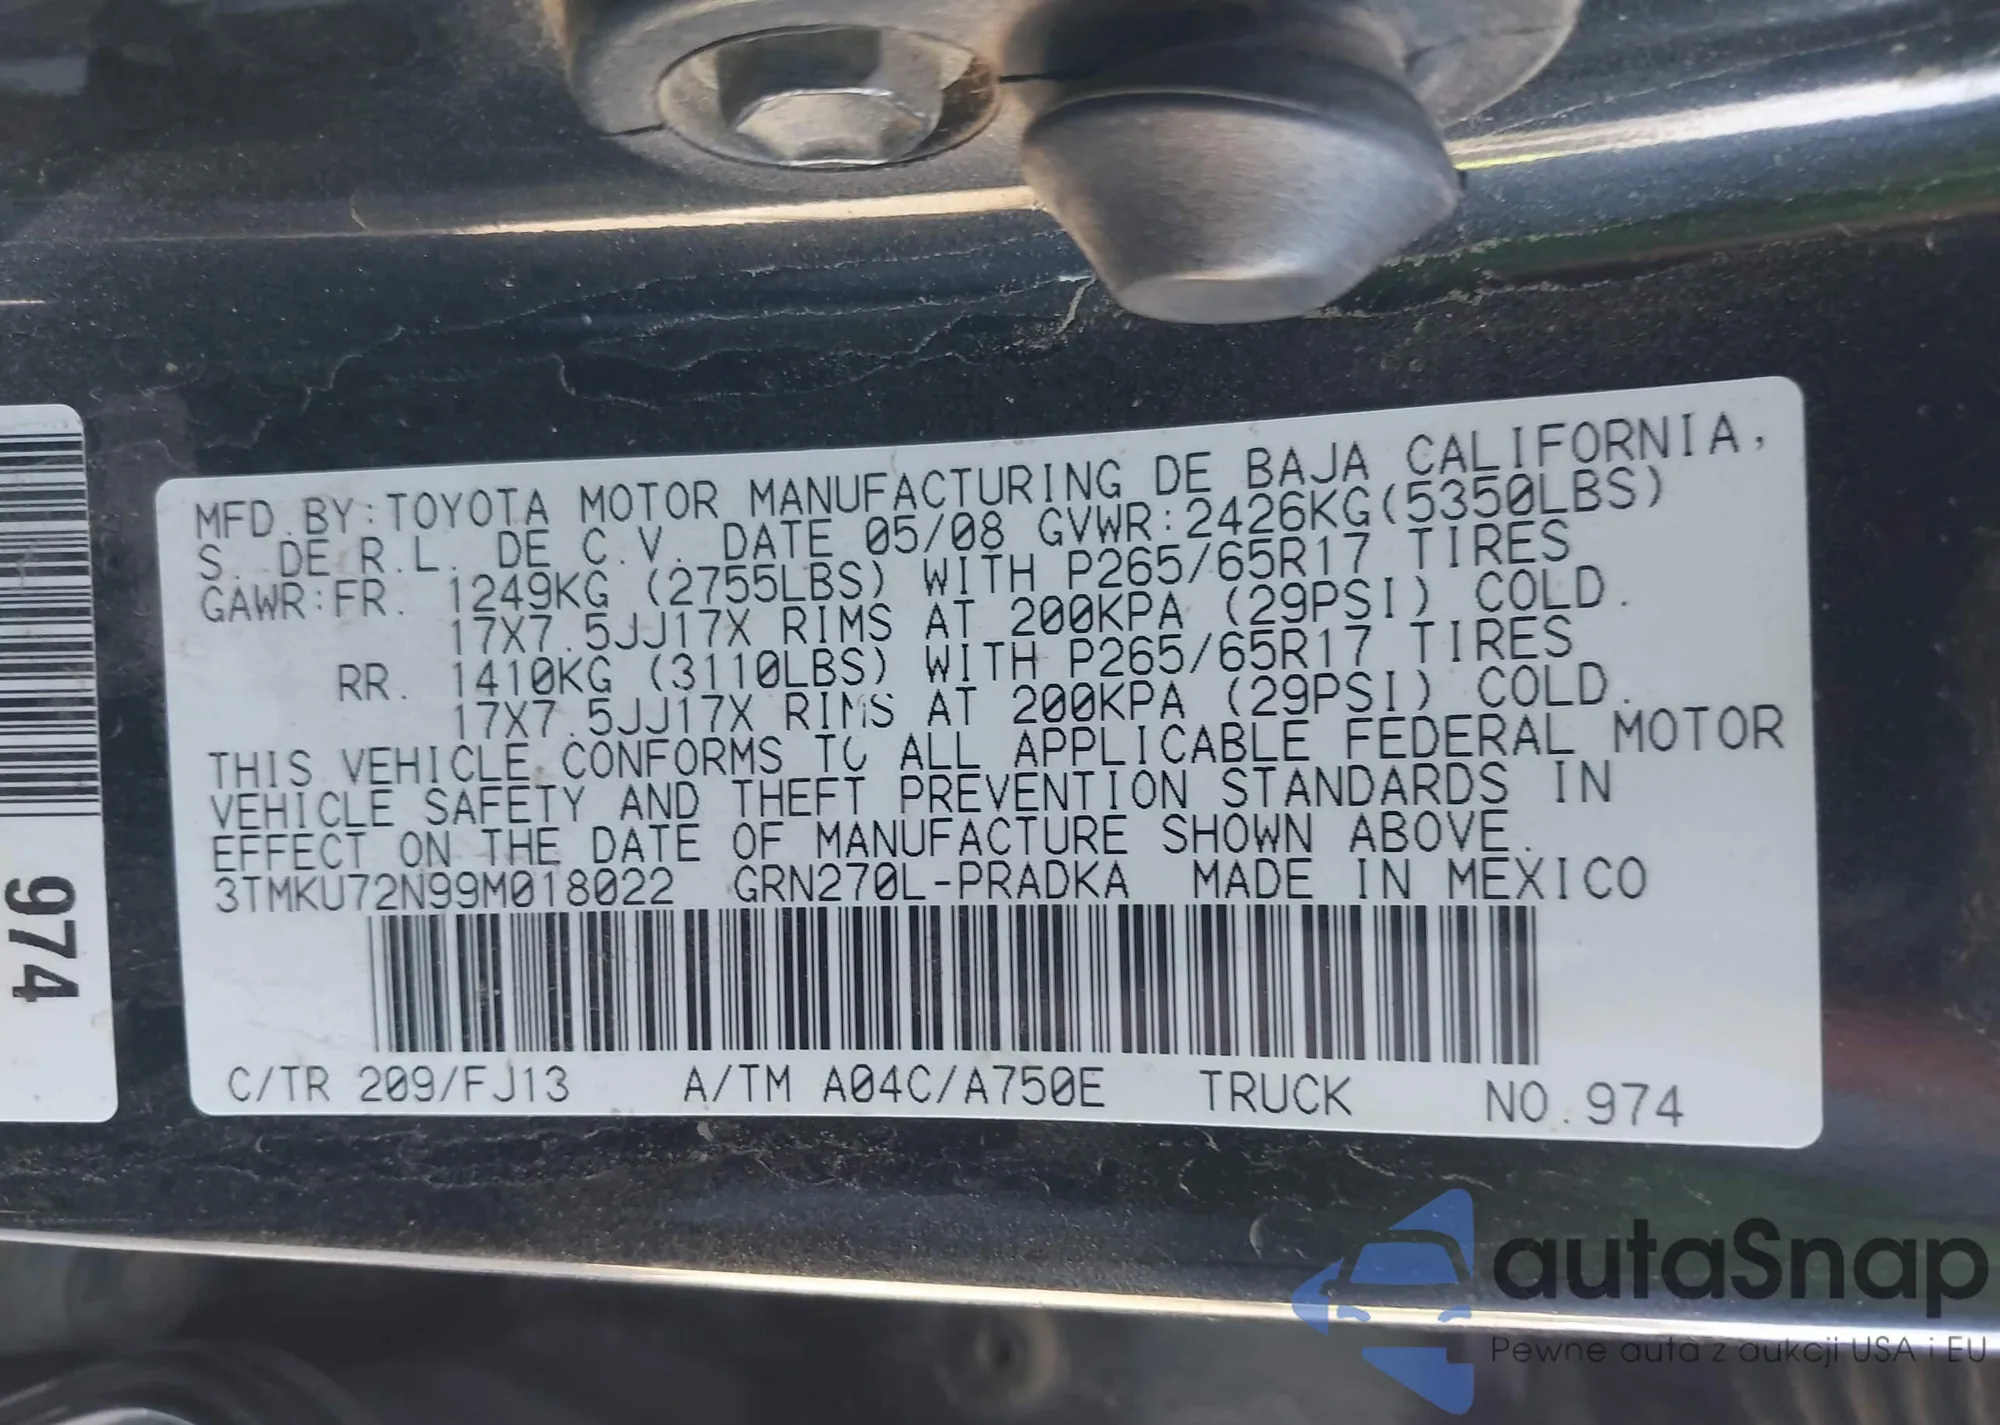 MFD.BY:TOYOTA MOTOR MANUFACTURING DE BAJA CALIFORNIA,
S. DE R.L. DE C.V. DATE 05/08 GVWR:2426KG(5350LBS)
GAWR:FR. 1249KG (2755LBS) WITH P265/65R17 TIRES
17X7.5JJ17X RIMS AT 200KPA (29PSI) COLD.
RR. 1410KG (3110LBS) WITH P265/65R17 TIRES
17X7.5JJ17X RIMS AT 200KPA (29PSI) COLD.
THIS VEHICLE CONFORMS TO ALL APPLICABLE FEDERAL MOTOR
VEHICLE SAFETY AND THEFT PREVENTION STANDARDS IN
EFFECT ON THE DATE OF MANUFACTURE SHOWN ABOVE.
3TMKU72N99M018022 GRN270L-PRADKA MADE IN MEXICO
C/TR 209/FJ13 A/TM A04C/A750E TRUCK NO.974
974
autoSnap
Pewne auta z aukcji USA i EU